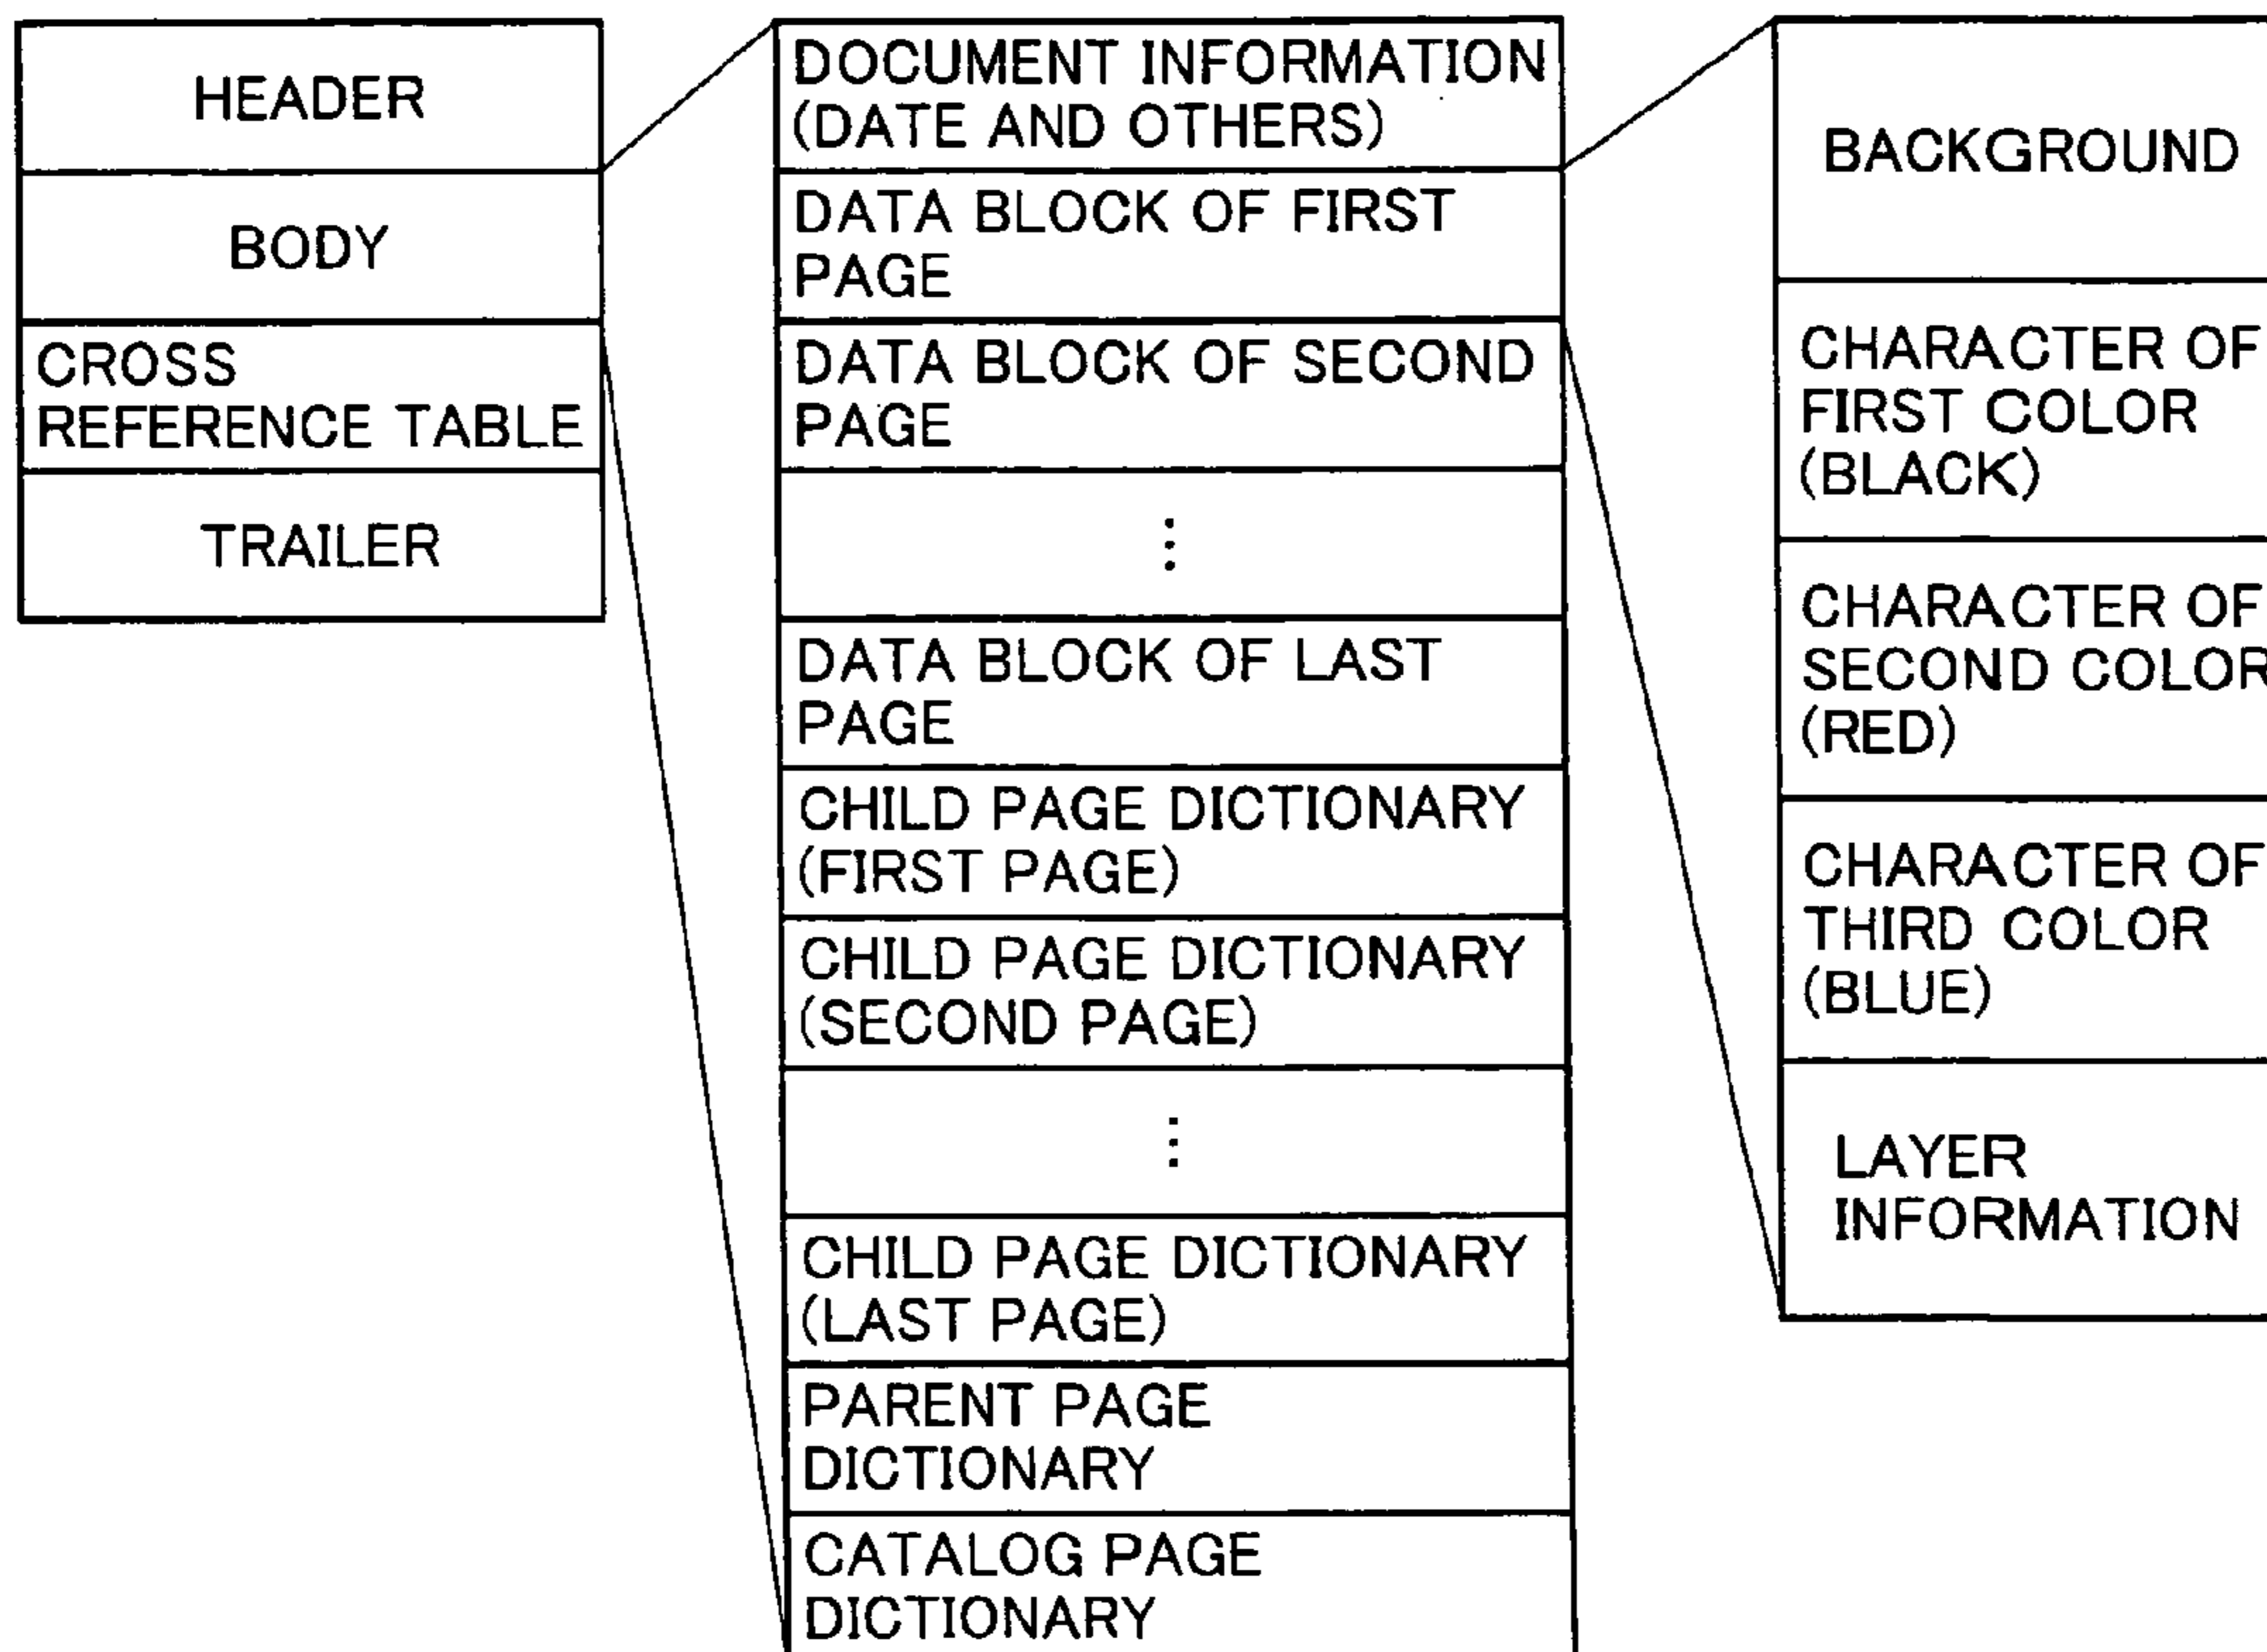 HEADER
BODY
CROSS
REFERENCE TABLE
TRAILER
DOCUMENT INFORMATION
(DATE AND OTHERS)
DATA BLOCK OF FIRST
PAGE
DATA BLOCK OF SECOND
PAGE
⋮
DATA BLOCK OF LAST
PAGE
CHILD PAGE DICTIONARY
(FIRST PAGE)
CHILD PAGE DICTIONARY
(SECOND PAGE)
⋮
CHILD PAGE DICTIONARY
(LAST PAGE)
PARENT PAGE
DICTIONARY
CATALOG PAGE
DICTIONARY
BACKGROUND
CHARACTER OF
FIRST COLOR
(BLACK)
CHARACTER OF
SECOND COLOR
(RED)
CHARACTER OF
THIRD COLOR
(BLUE)
LAYER
INFORMATION